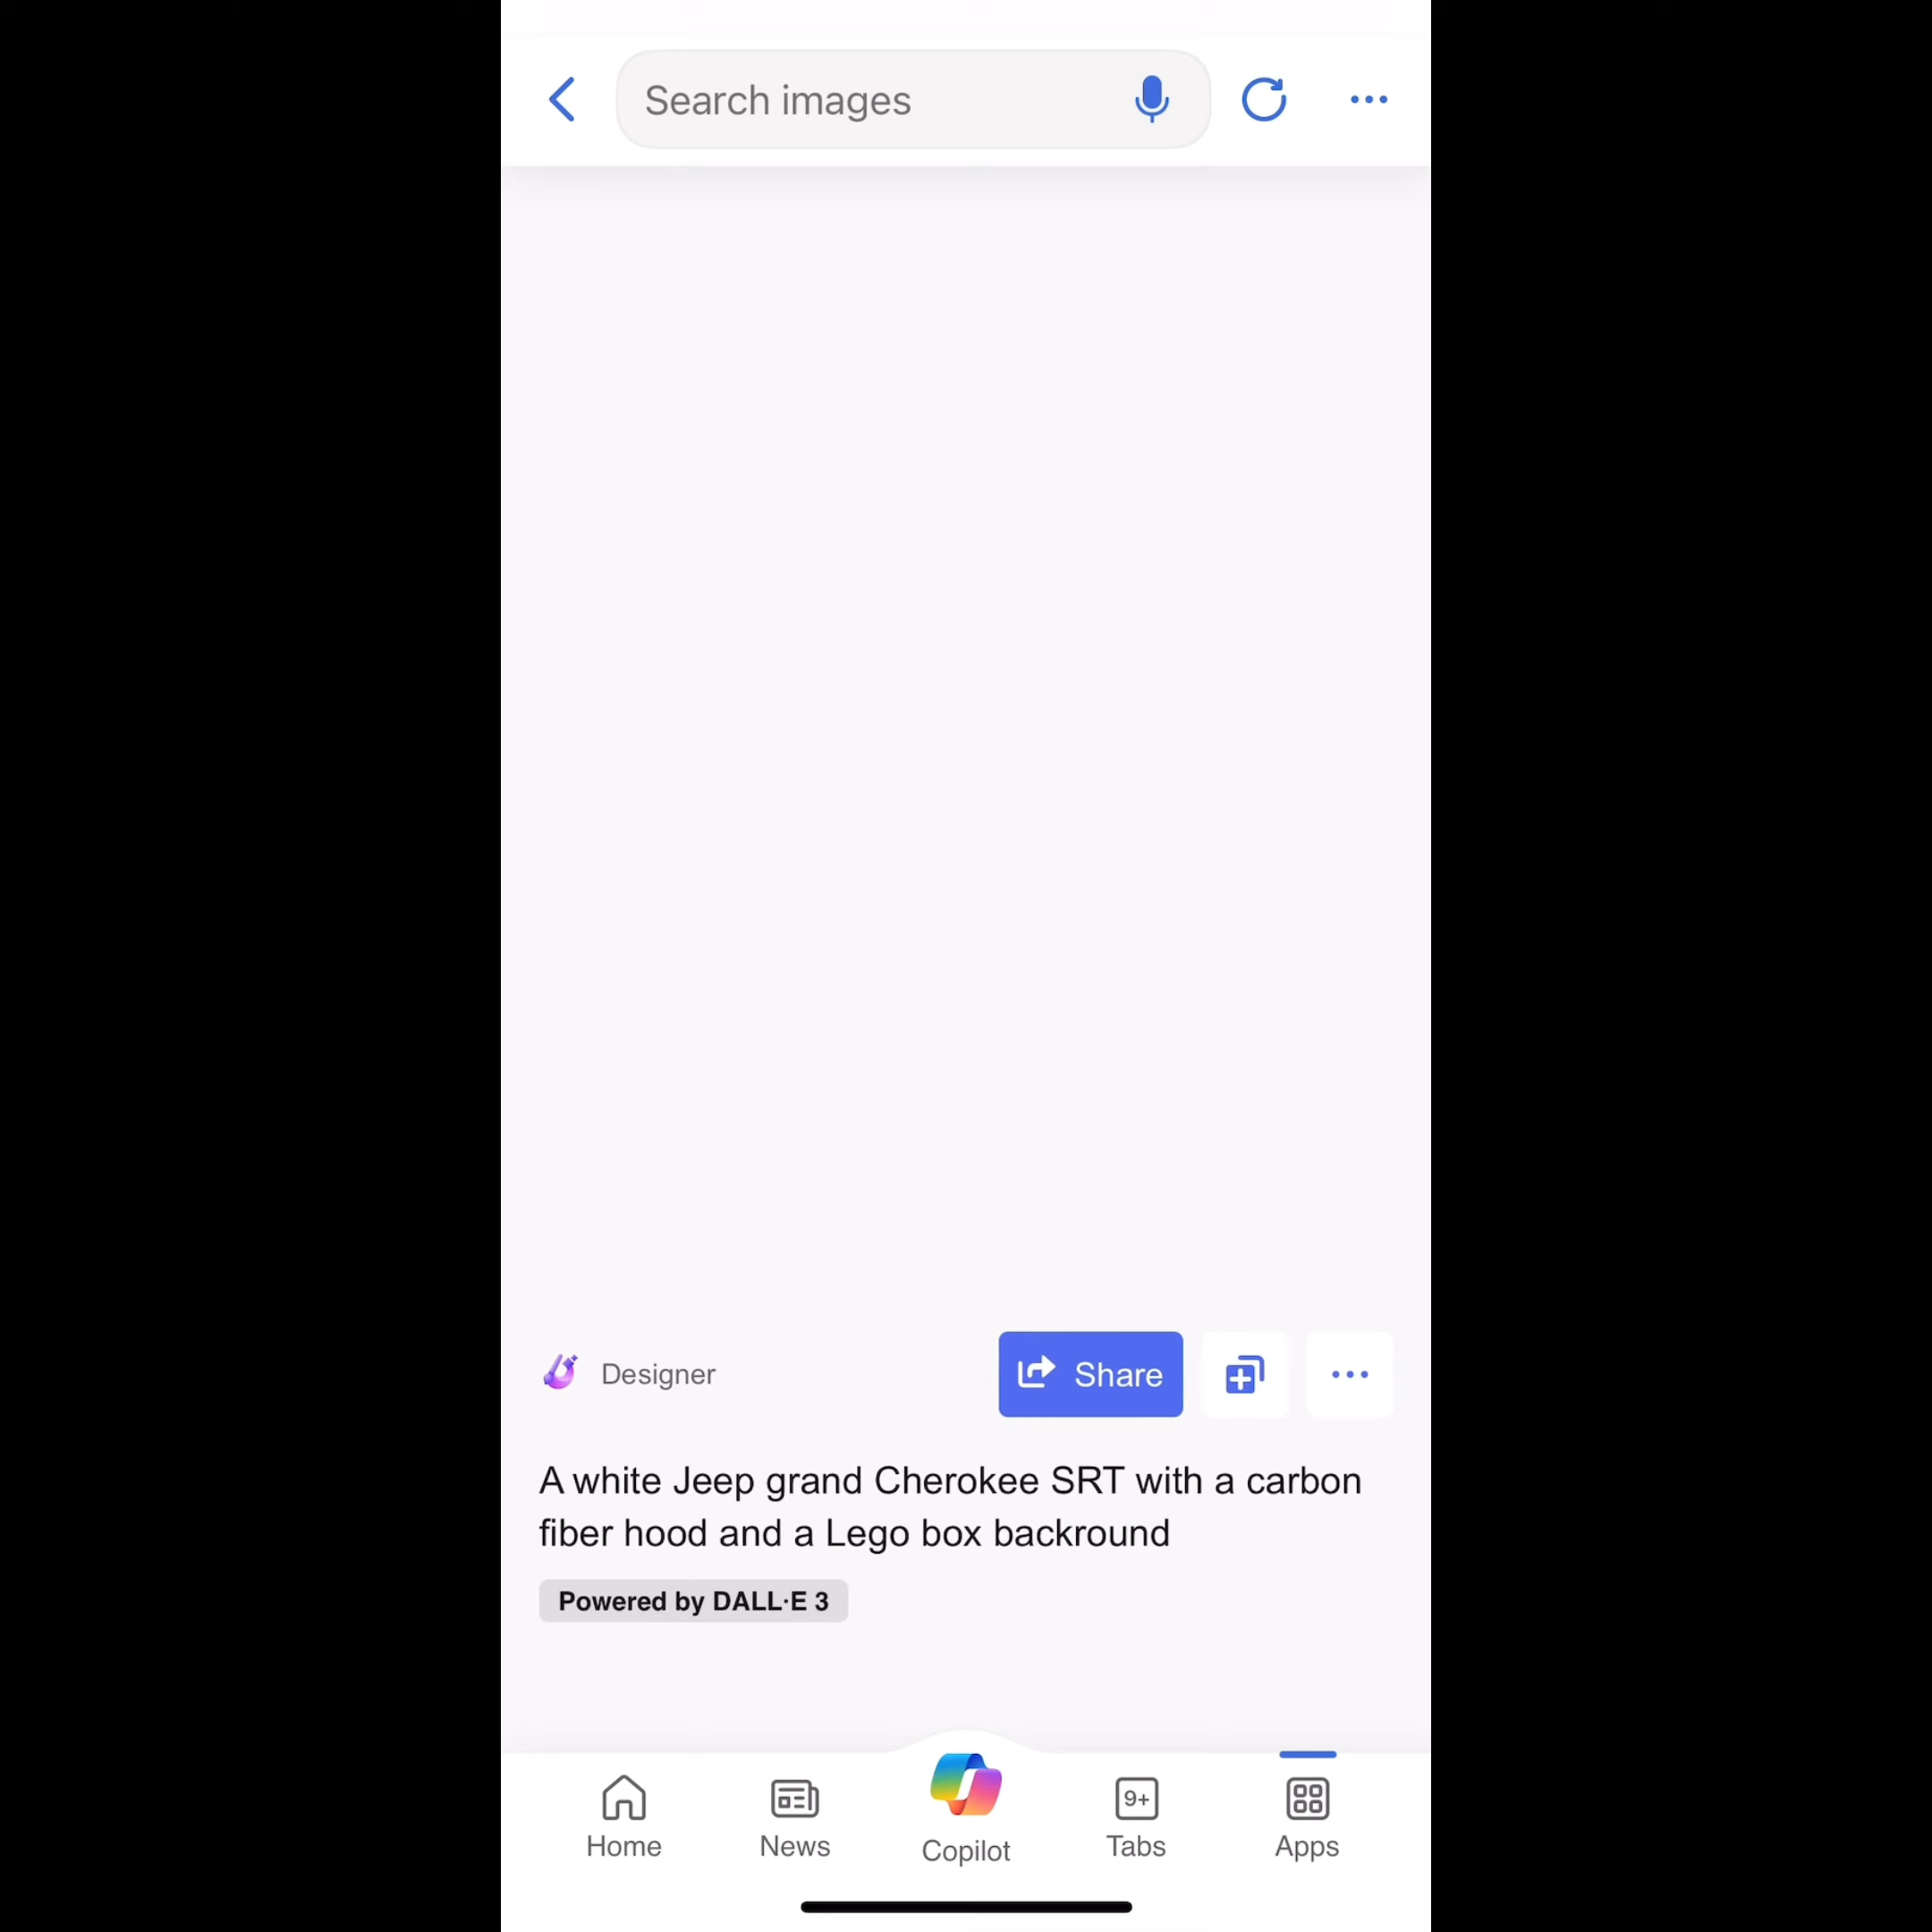 Search images
Designer
Share
A white Jeep grand Cherokee SRT with a carbon
fiber hood and a Lego box backround
Powered by DALL·E 3
Home
News
Copilot
9+
Tabs
Apps